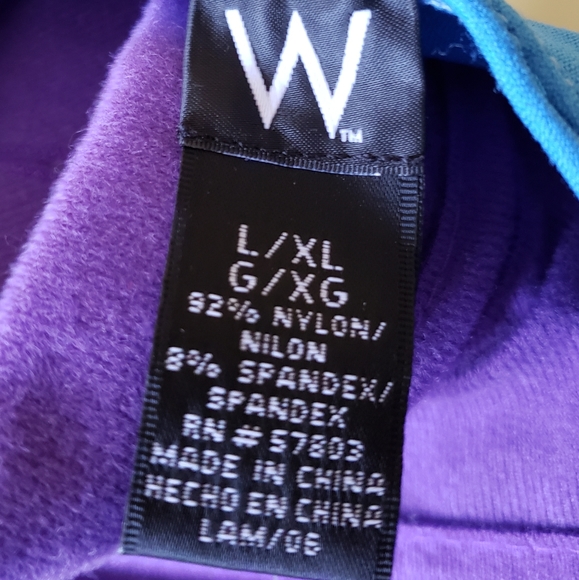 W™
L/XL
G/XG
92% NYLON/
NILON
8% SPANDEX/
SPANDEX
RN # 57803
MADE IN CHINA
HECHO EN CHINA
LAM/06